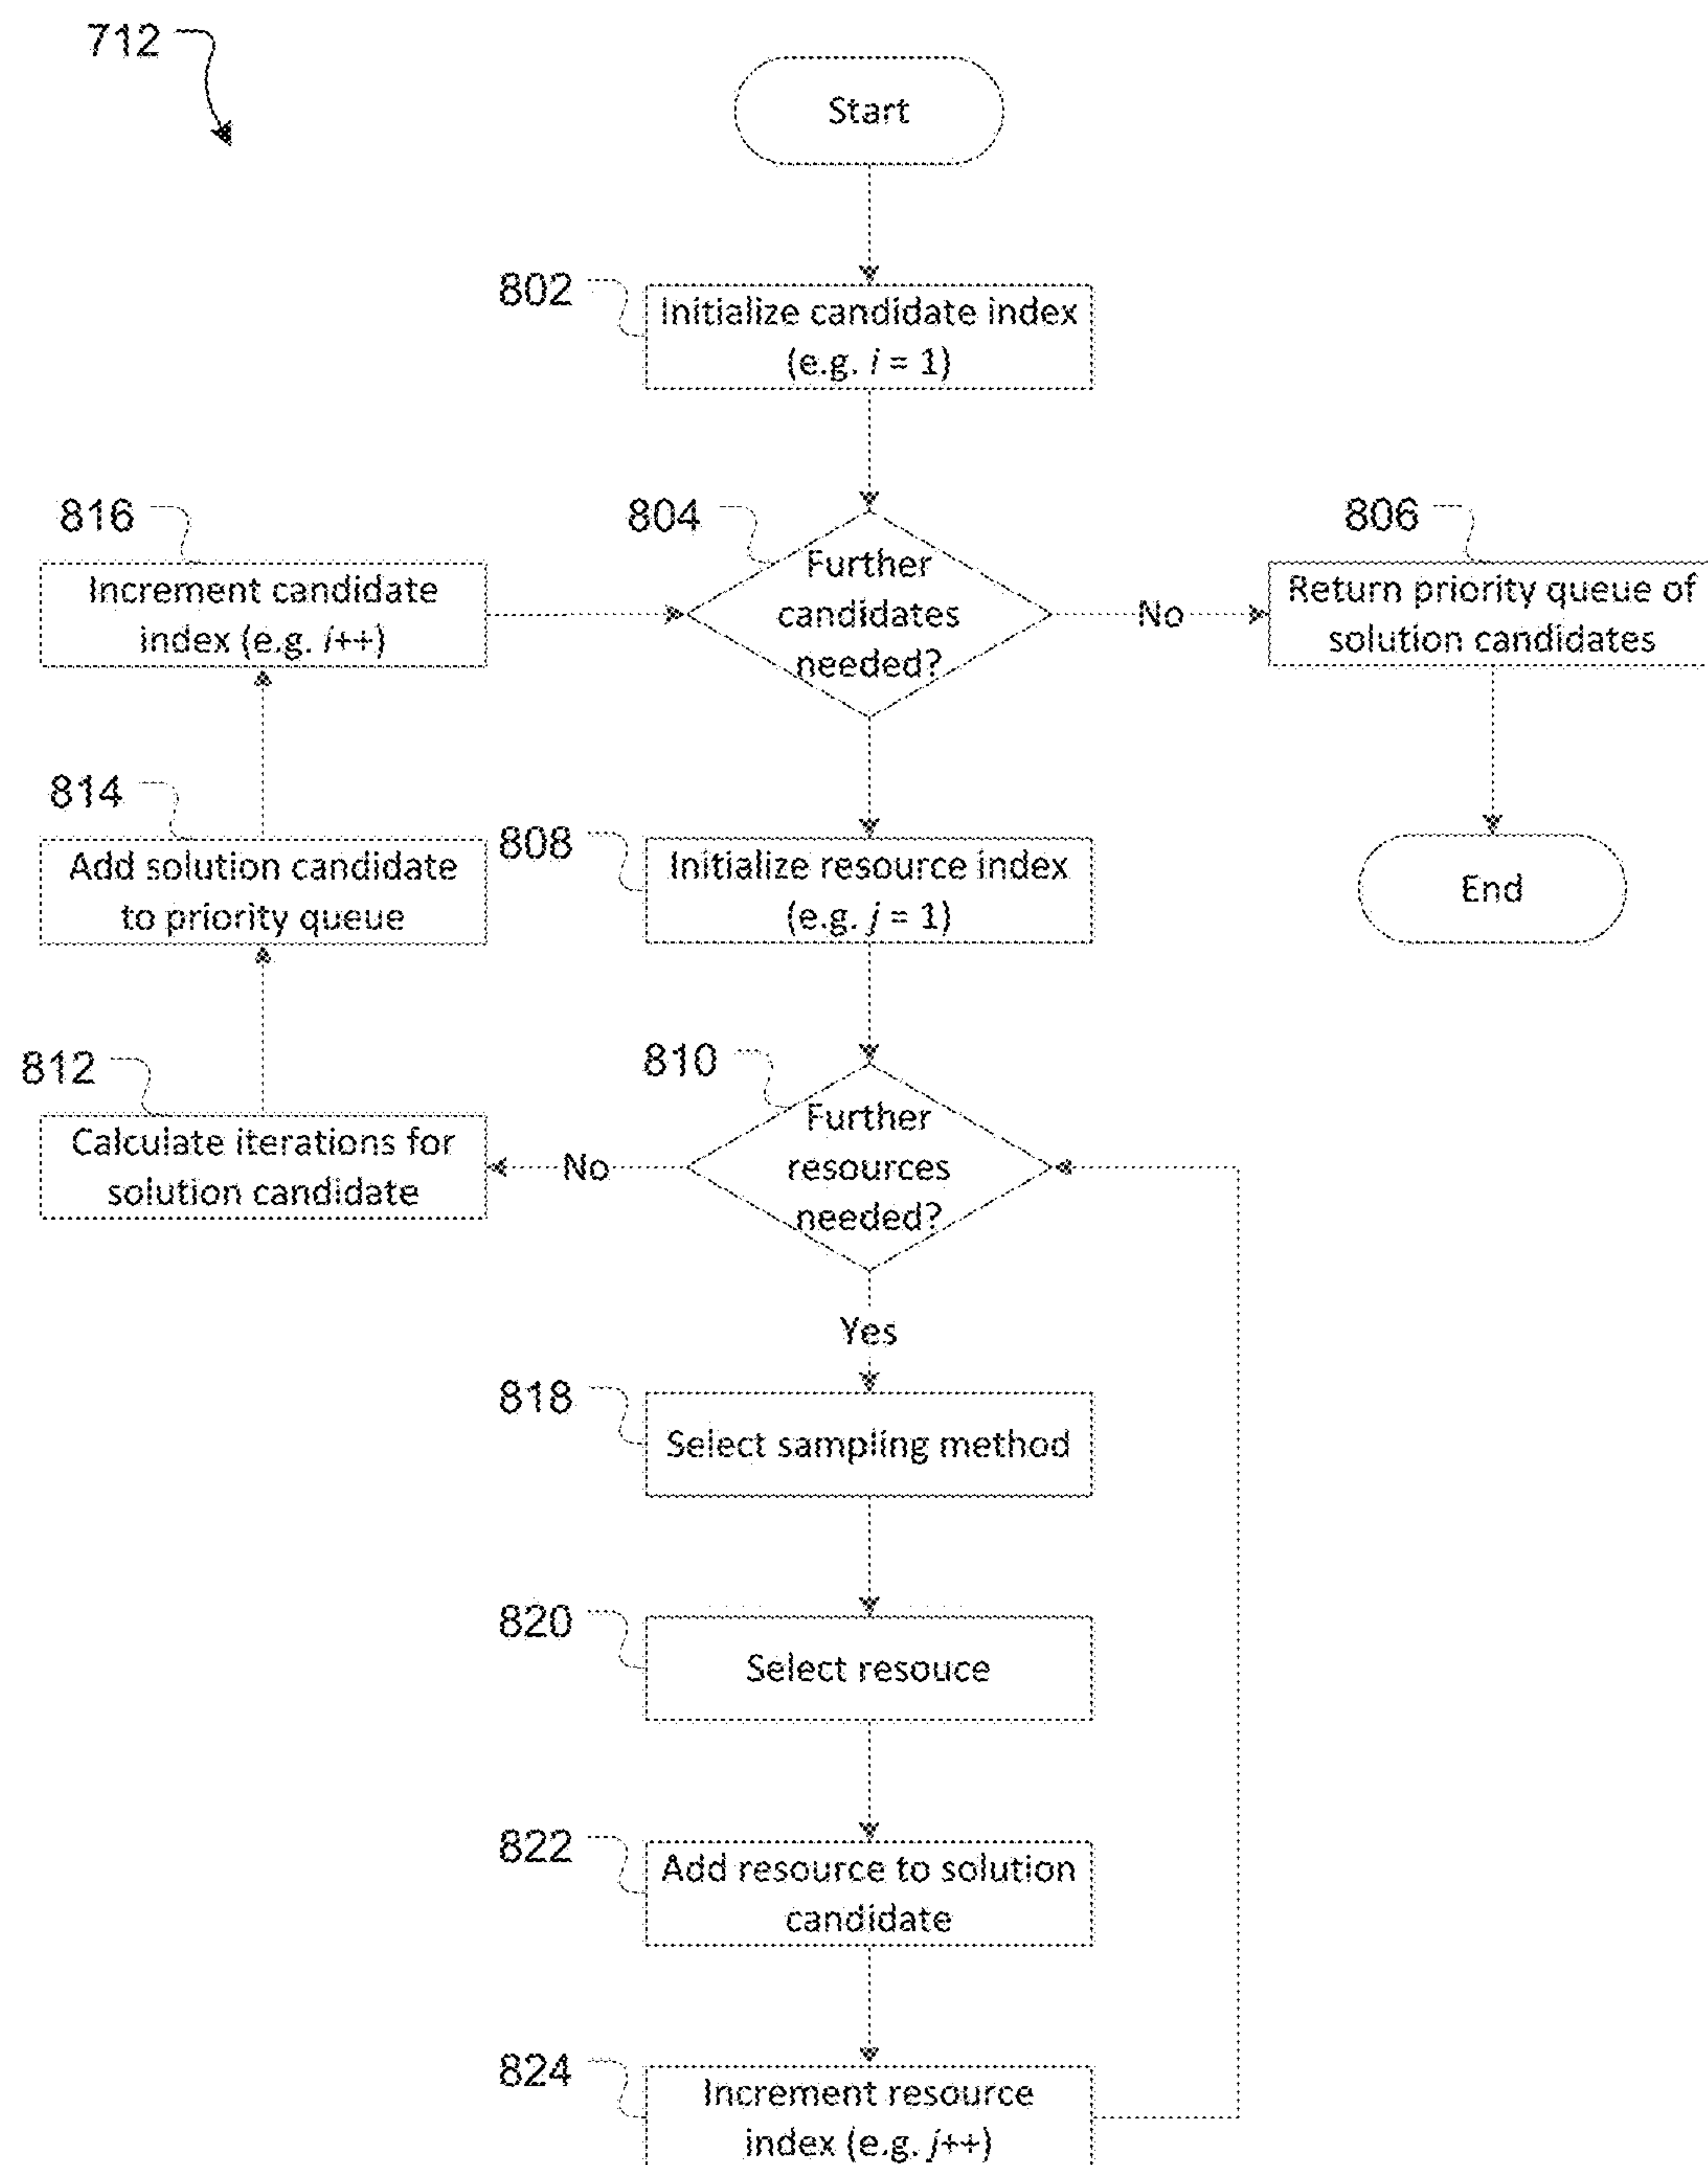 712
Start
802
Initialize candidate index
(e.g. i = 1)
816
Increment candidate
index (e.g. i++)
804
Further
candidates
needed?
No
806
Return priority queue of
solution candidates
814
Add solution candidate
to priority queue
808
Initialize resource index
(e.g. j = 1)
End
812
Calculate iterations for
solution candidate
No
810
Further
resources
needed?
Yes
818
Select sampling method
820
Select resouce
822
Add resource to solution
candidate
824
Increment resource
index (e.g. j++)